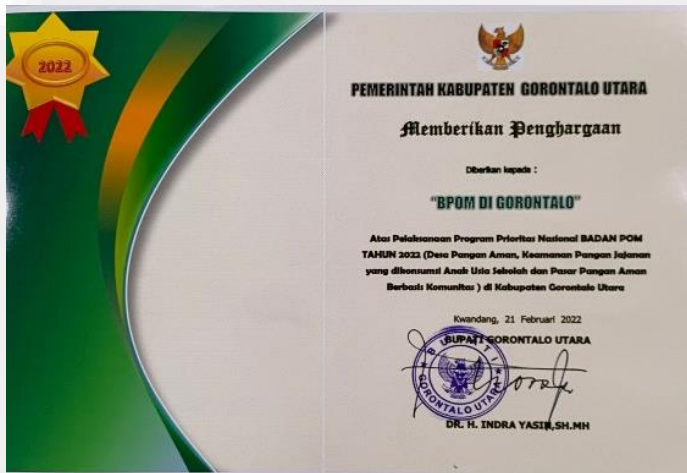 2022
PEMERINTAH KABUPATEN GORONTALO UTARA
Memberikan Penghargaan
Diberikan kepada :
"BPOM DI GORONTALO"
Atas Pelaksanaan Program Prioritas Nasional BADAN POM
TAHUN 2022 (Desa Pangan Aman, Keamanan Pangan Jajanan
yang dikonsumsi Anak Usia Sekolah dan Pasar Pangan Aman
Berbasis Komunitas ) di Kabupaten Gorontalo Utara
Kwandang, 21 Februari 2022
BUPATI GORONTALO UTARA
BUPATI
GORONTALO UTARA
DR. H. INDRA YASIN,SH.MH